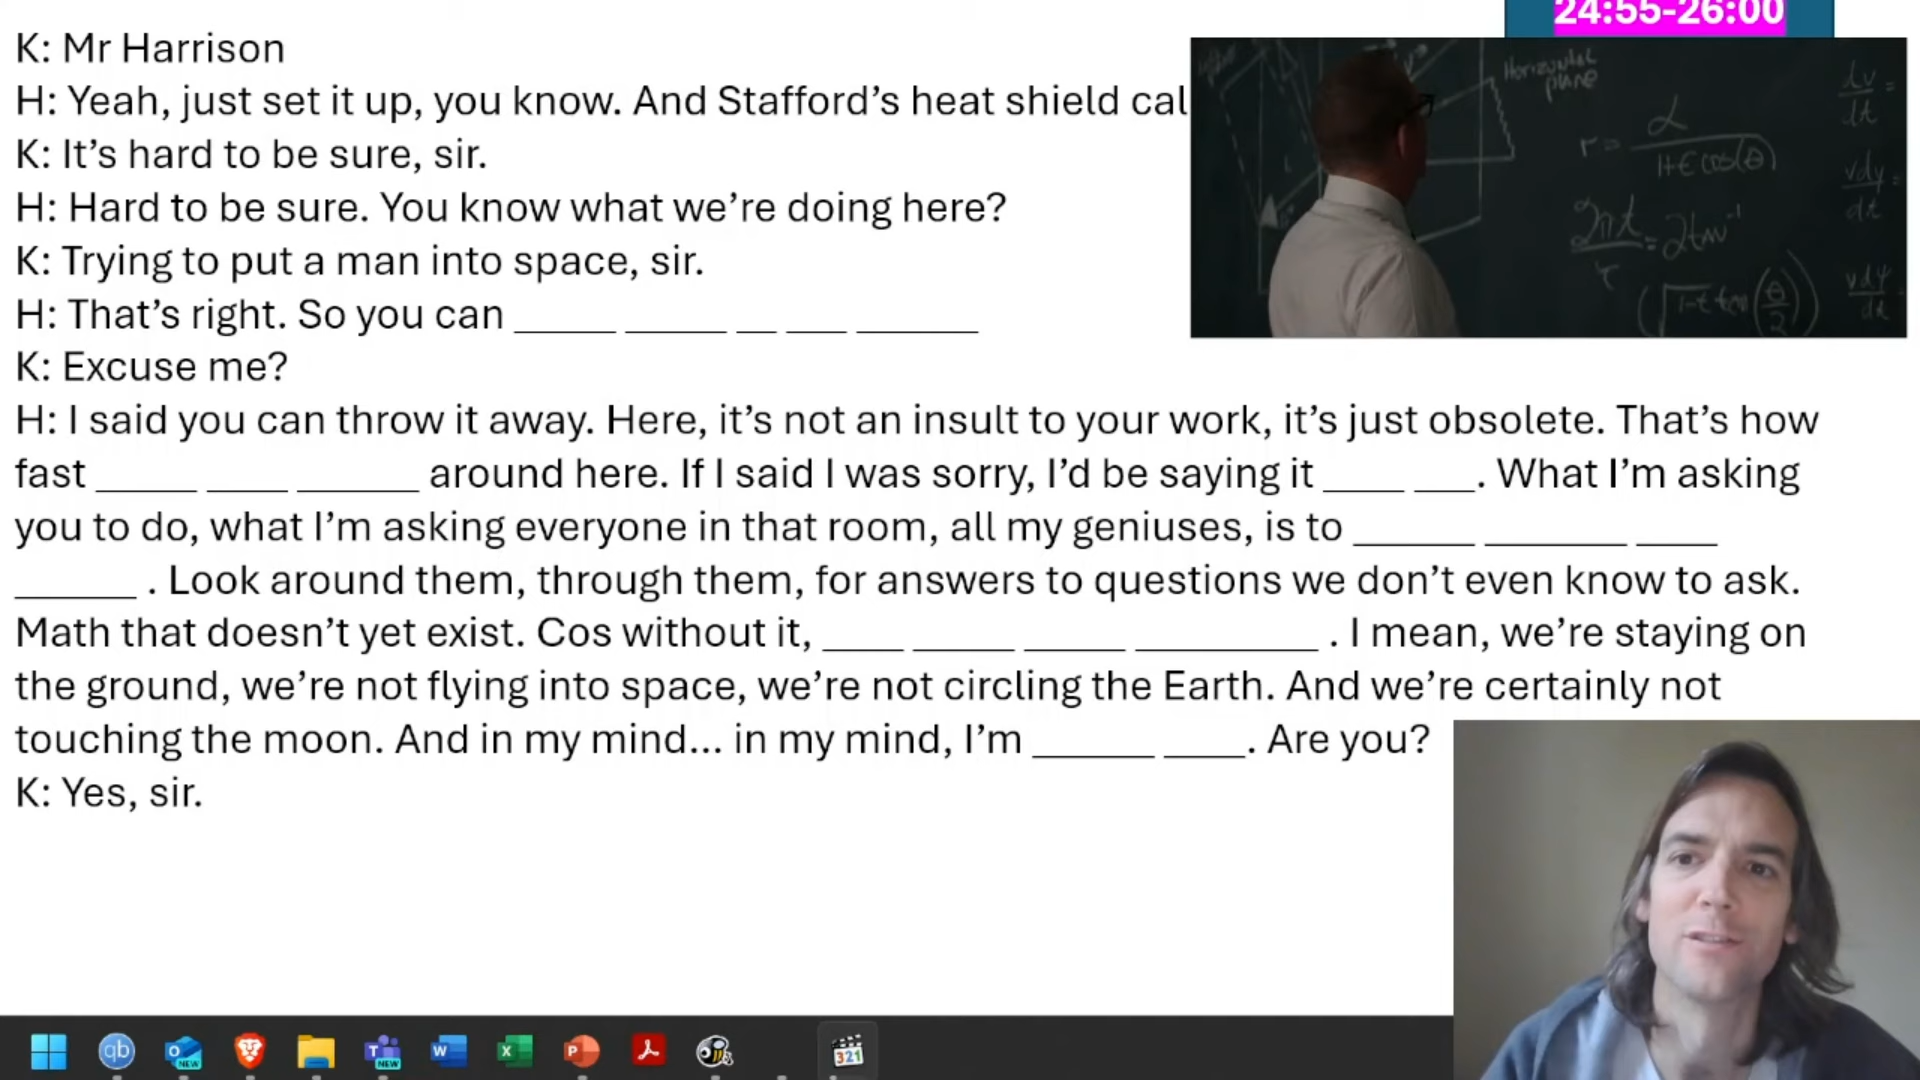 24:55-26:00
K: Mr Harrison
H: Yeah, just set it up, you know. And Stafford’s heat shield cal
K: It’s hard to be sure, sir.
H: Hard to be sure. You know what we’re doing here?
K: Trying to put a man into space, sir.
H: That’s right. So you can _____ _____ __ ___ ______
K: Excuse me?
H: I said you can throw it away. Here, it’s not an insult to your work, it’s just obsolete. That’s how
fast _____ ____ ______ around here. If I said I was sorry, I’d be saying it ____ ___. What I’m asking
you to do, what I’m asking everyone in that room, all my geniuses, is to ______ _______ ____
______ . Look around them, through them, for answers to questions we don’t even know to ask.
Math that doesn’t yet exist. Cos without it, ____ _____ _____ _________ . I mean, we’re staying on
the ground, we’re not flying into space, we’re not circling the Earth. And we’re certainly not
touching the moon. And in my mind... in my mind, I’m ______ ____. Are you?
K: Yes, sir.
Horizontal
plane
qb
O NEW
T NEW
W
X
P
321